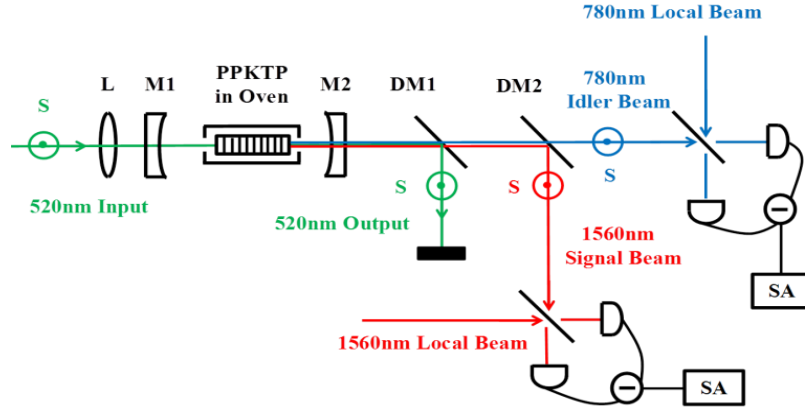 780nm Local Beam
L
M1
PPKTP
in Oven
M2
DM1
DM2
780nm
Idler Beam
S
S
S
S
520nm Input
520nm Output
1560nm
Signal Beam
1560nm Local Beam
SA
SA